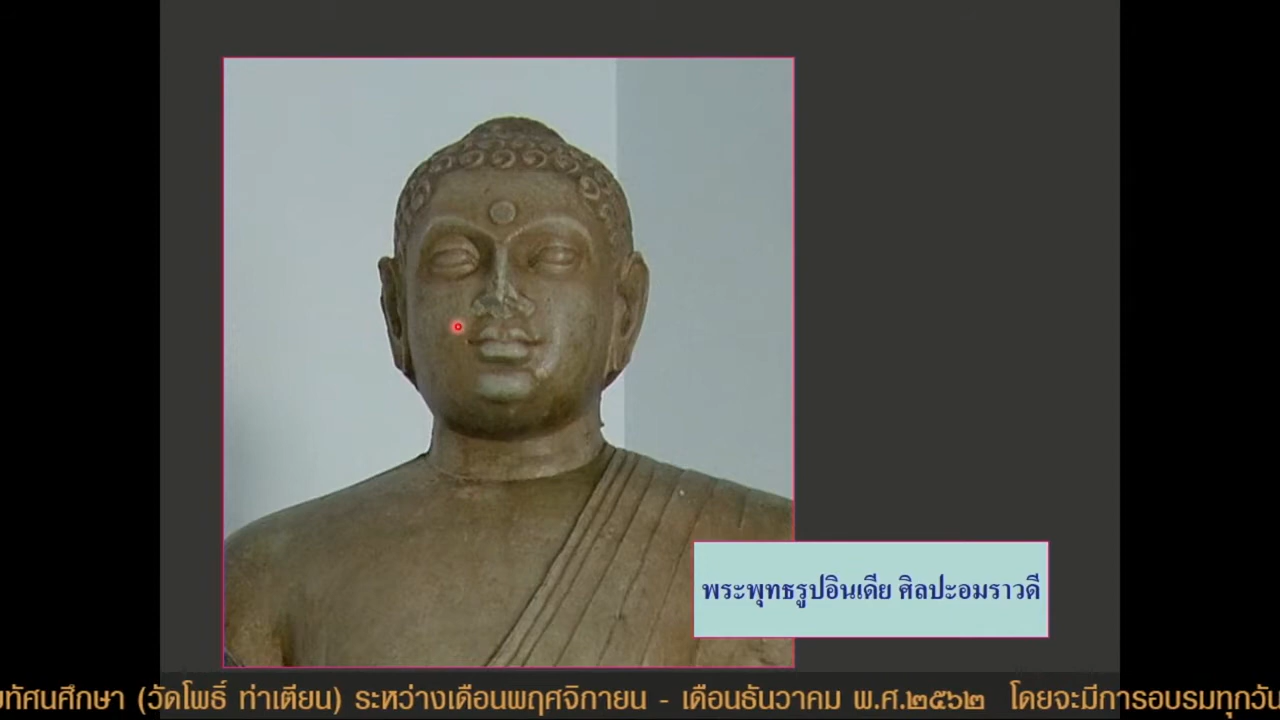 พระพุทธรูปอินเดีย ศิลปะอมราวดี
ทัศนศึกษา (วัดโพธิ์ ท่าเตียน) ระหว่างเดือนพฤศจิกายน - เดือนธันวาคม พ.ศ.๒๕๖๒ โดยจะมีการอบรมทุกวัน